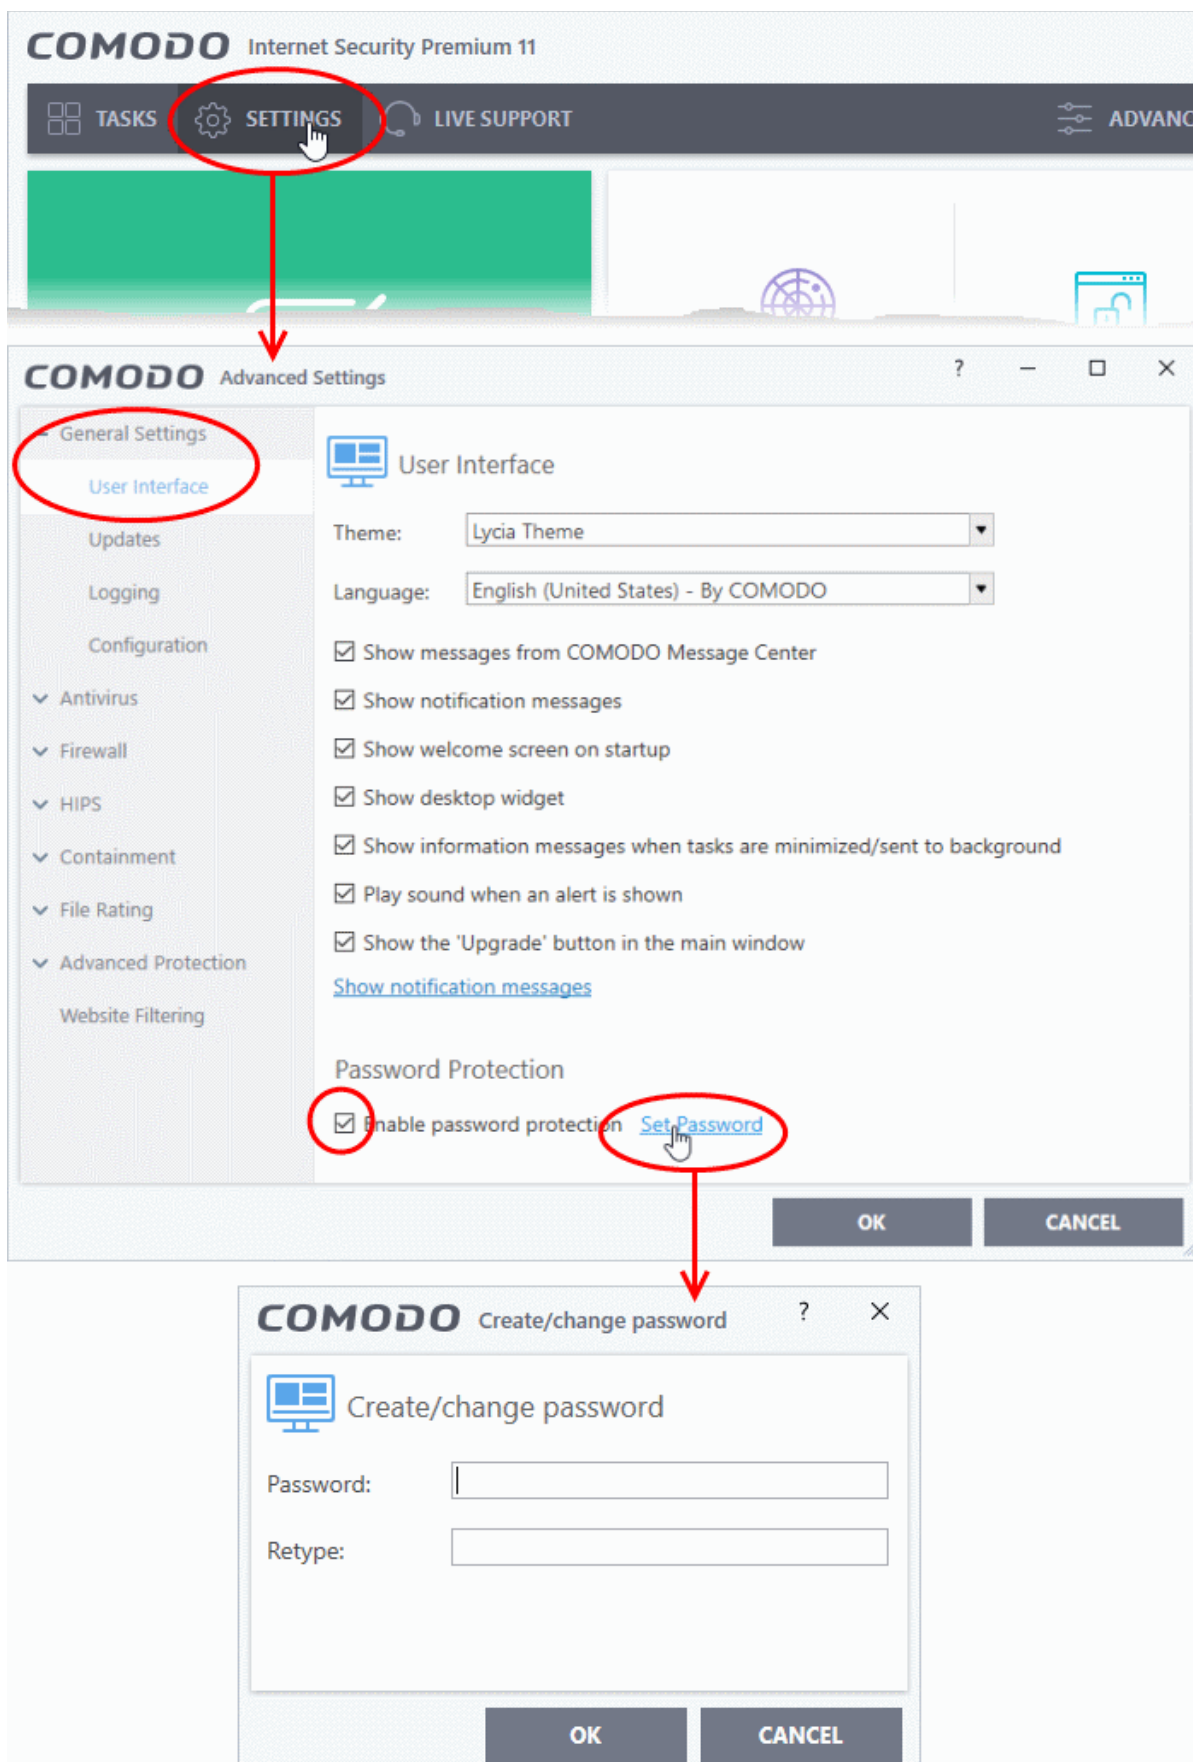 COMODO Internet Security Premium 11
TASKS SETTINGS LIVE SUPPORT ADVANC
COMODO Advanced Settings ?
General Settings
User Interface
Updates
Logging
Configuration
Antivirus
Firewall
HIPS
Containment
File Rating
Advanced Protection
Website Filtering
User Interface
Theme: Lycia Theme
Language: English (United States) - By COMODO
Show messages from COMODO Message Center
Show notification messages
Show welcome screen on startup
Show desktop widget
Show information messages when tasks are minimized/sent to background
Play sound when an alert is shown
Show the 'Upgrade' button in the main window
Show notification messages
Password Protection
Enable password protection Set Password
OK CANCEL
COMODO Create/change password ?
Create/change password
Password:
Retype:
OK CANCEL